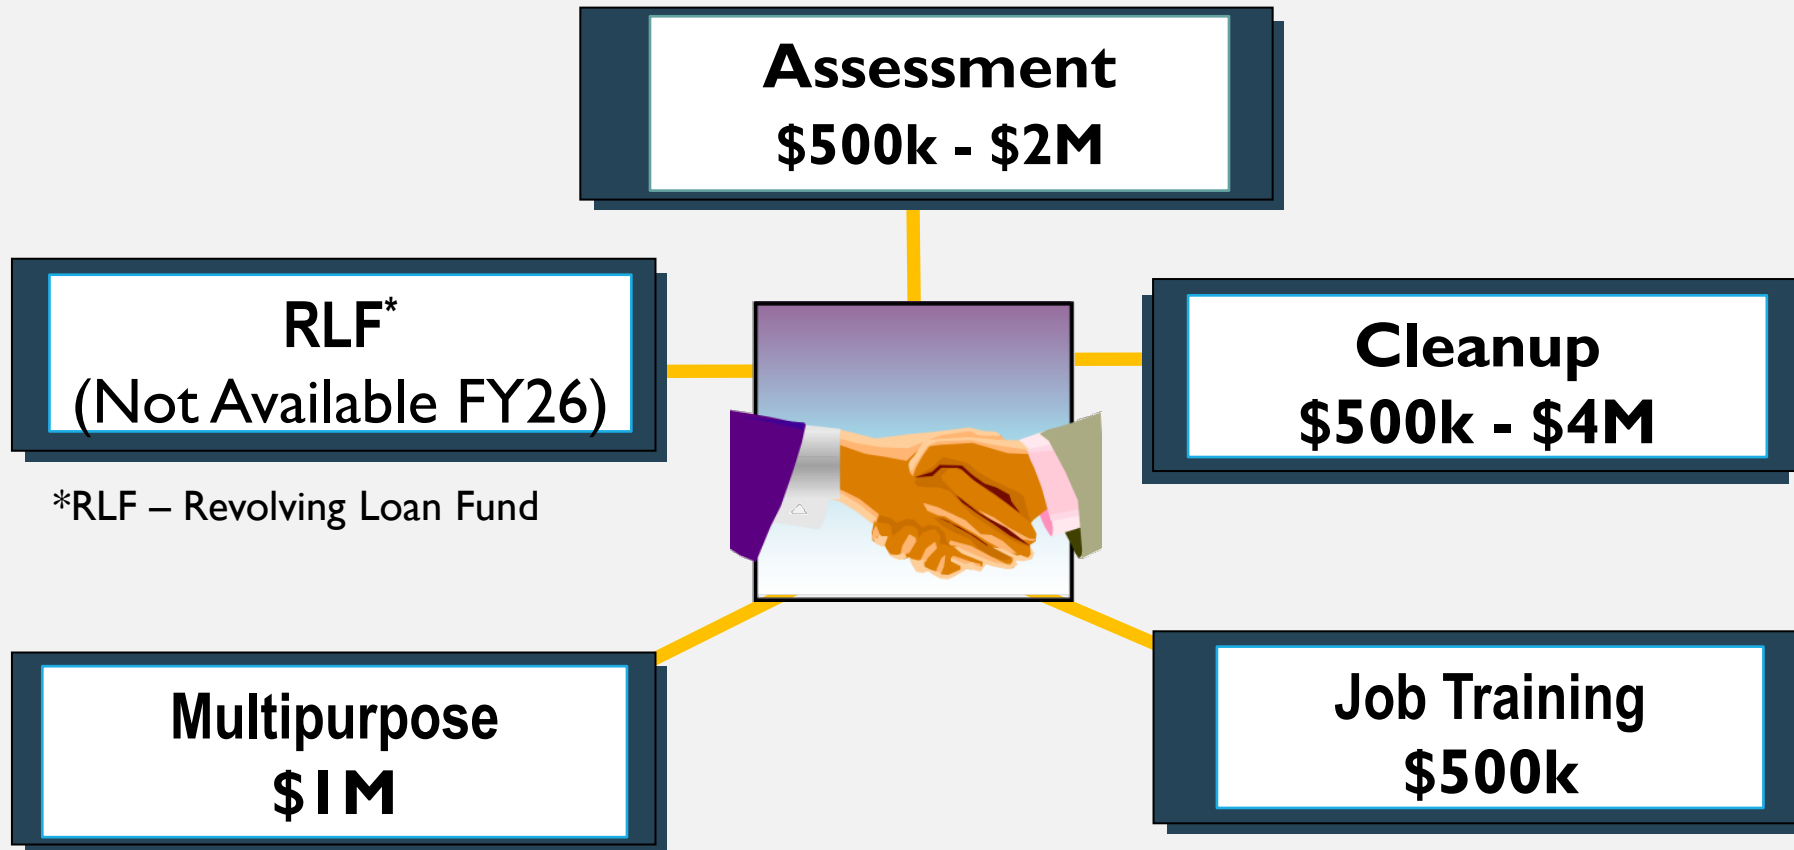 Assessment
$500k - $2M
RLF*
(Not Available FY26)
*RLF – Revolving Loan Fund
Cleanup
$500k - $4M
Multipurpose
$1M
Job Training
$500k